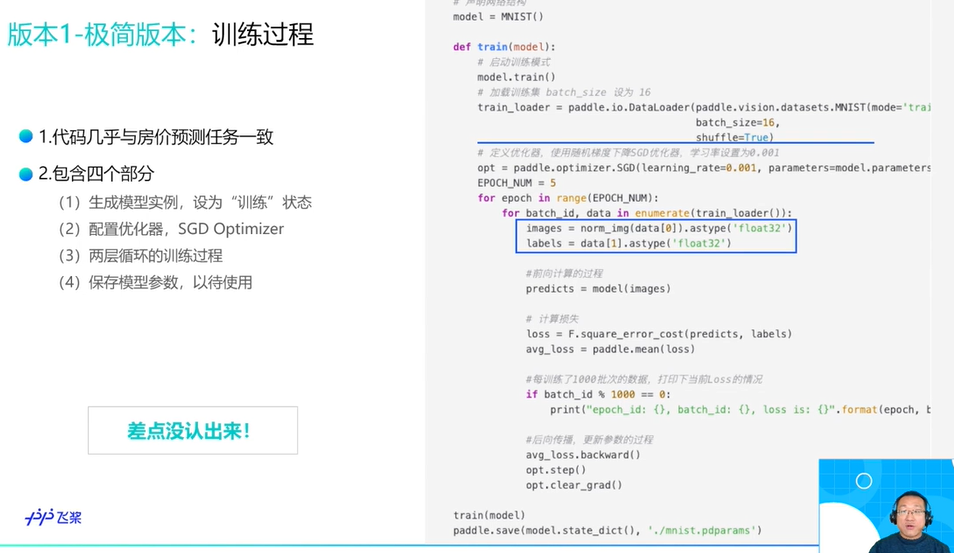 版本1-极简版本：训练过程
1.代码几乎与房价预测任务一致
2.包含四个部分
（1）生成模型实例，设为“训练”状态
（2）配置优化器，SGD Optimizer
（3）两层循环的训练过程
（4）保存模型参数，以待使用
差点没认出来！
飞桨
# 声明网络结构
model = MNIST()
def train(model):
# 启动训练模式
model.train()
# 加载训练集 batch_size 设为 16
train_loader = paddle.io.DataLoader(paddle.vision.datasets.MNIST(mode='trai
batch_size=16,
shuffle=True)
# 定义优化器，使用随机梯度下降SGD优化器，学习率设置为0.001
opt = paddle.optimizer.SGD(learning_rate=0.001, parameters=model.parameters
EPOCH_NUM = 5
for epoch in range(EPOCH_NUM):
for batch_id, data in enumerate(train_loader()):
images = norm_img(data[0]).astype('float32')
labels = data[1].astype('float32')
#前向计算的过程
predicts = model(images)
# 计算损失
loss = F.square_error_cost(predicts, labels)
avg_loss = paddle.mean(loss)
#每训练了1000批次的数据，打印下当前Loss的情况
if batch_id % 1000 == 0:
print("epoch_id: {}, batch_id: {}, loss is: {}".format(epoch, b
#后向传播，更新参数的过程
avg_loss.backward()
opt.step()
opt.clear_grad()
train(model)
paddle.save(model.state_dict(), './mnist.pdparams')